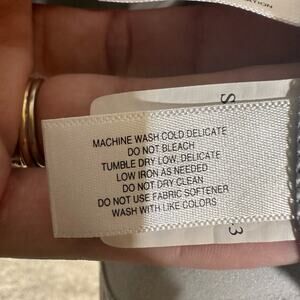 MACHINE WASH COLD DELICATE
DO NOT BLEACH
TUMBLE DRY LOW, DELICATE
LOW IRON AS NEEDED
DO NOT DRY CLEAN
DO NOT USE FABRIC SOFTENER
WASH WITH LIKE COLORS
S
3